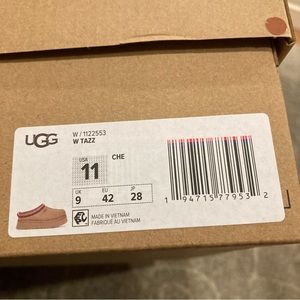 UGG
W / 1122553
W TAZZ
USA
11
CHE
UK EU JP
9 42 28
MADE IN VIETNAM
FABRIQUÉ AU VIETNAM
1 94715 77953 2